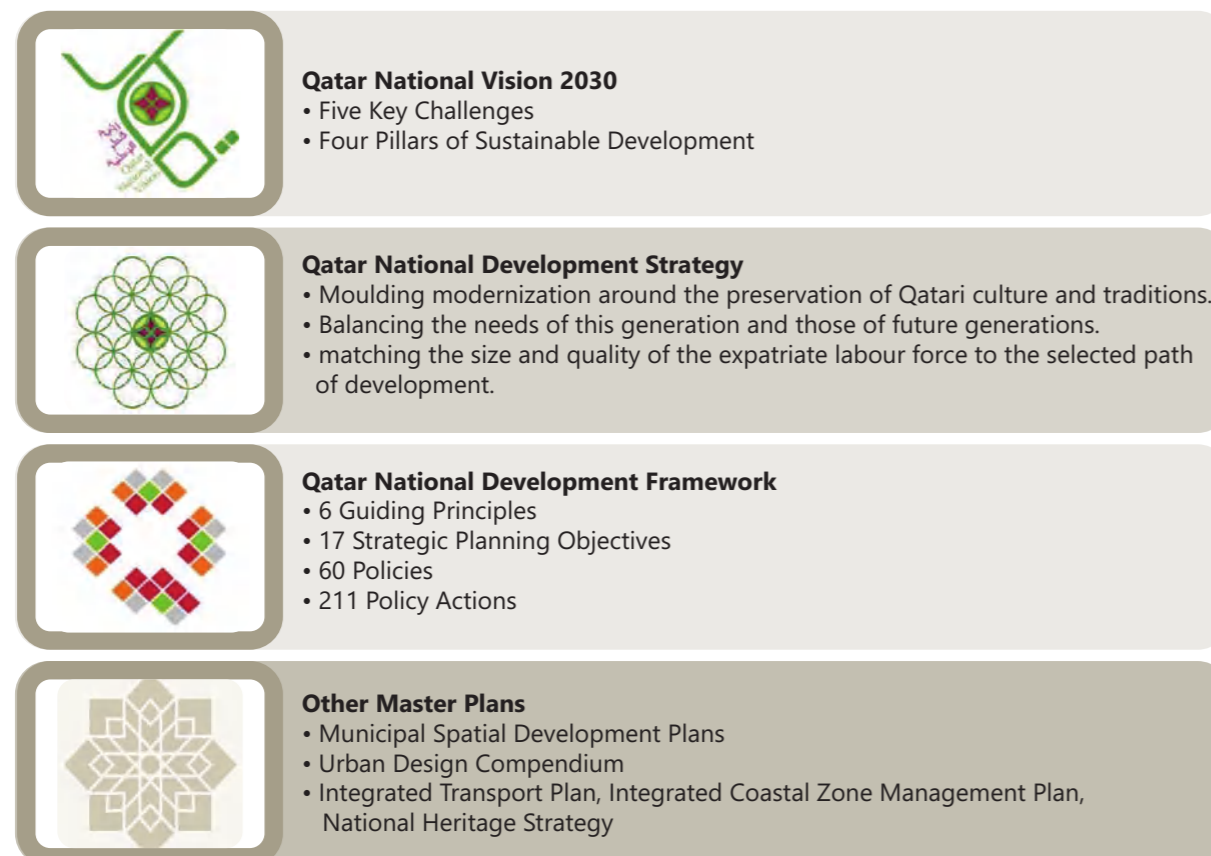 Qatar
National
Vision
Qatar National Vision 2030
• Five Key Challenges
• Four Pillars of Sustainable Development
Qatar National Development Strategy
• Moulding modernization around the preservation of Qatari culture and traditions.
• Balancing the needs of this generation and those of future generations.
• matching the size and quality of the expatriate labour force to the selected path
of development.
Qatar National Development Framework
• 6 Guiding Principles
• 17 Strategic Planning Objectives
• 60 Policies
• 211 Policy Actions
Other Master Plans
• Municipal Spatial Development Plans
• Urban Design Compendium
• Integrated Transport Plan, Integrated Coastal Zone Management Plan,
National Heritage Strategy